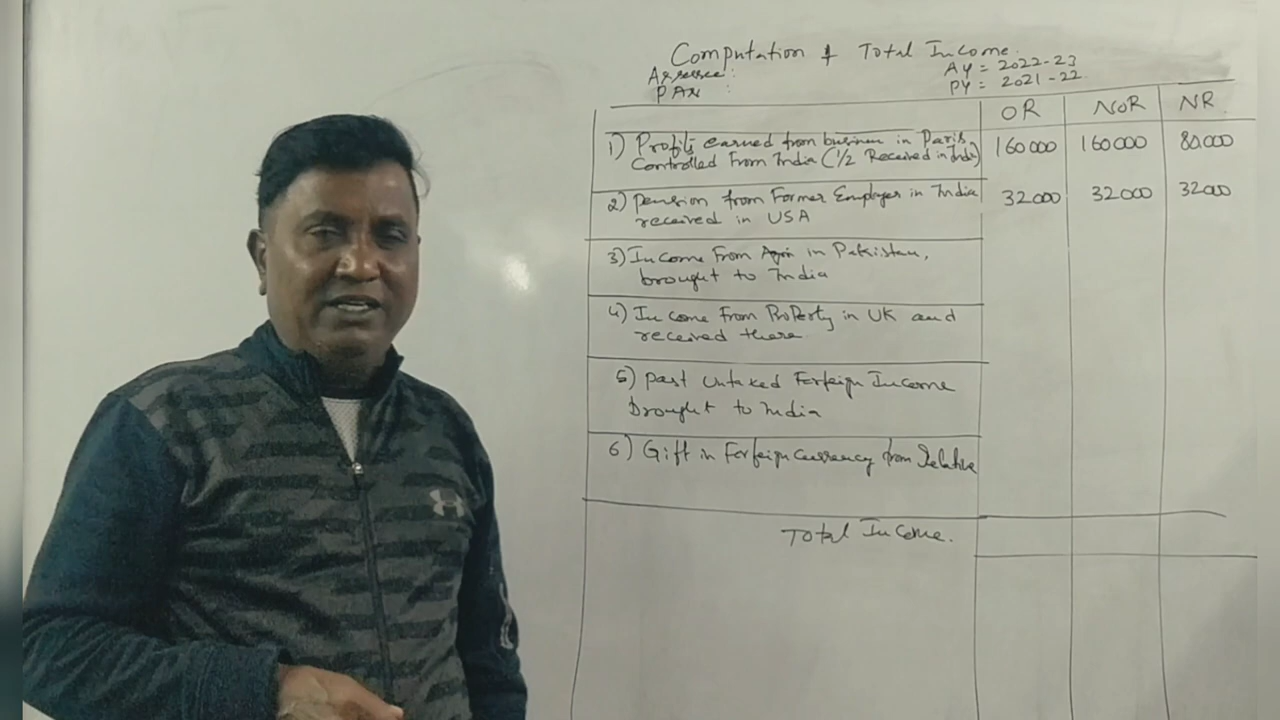 Computation of Total Income.
Assessee :
AY = 2022-23
PAN :
PY = 2021-22
OR NOR NR
1) Profits earned from business in Paris, 160000 160000 80000
Controlled From India (1/2 Received in India)
2) Pension from Former Employer in India 32000 32000 32000
received in USA
3) Income From Agri in Pakistan,
brought to India
4) Income From Property in UK and
received there
5) Past Untaxed Forfeign Income
brought to India
6) Gift in Forfeign Currency from Relative
Total Income.